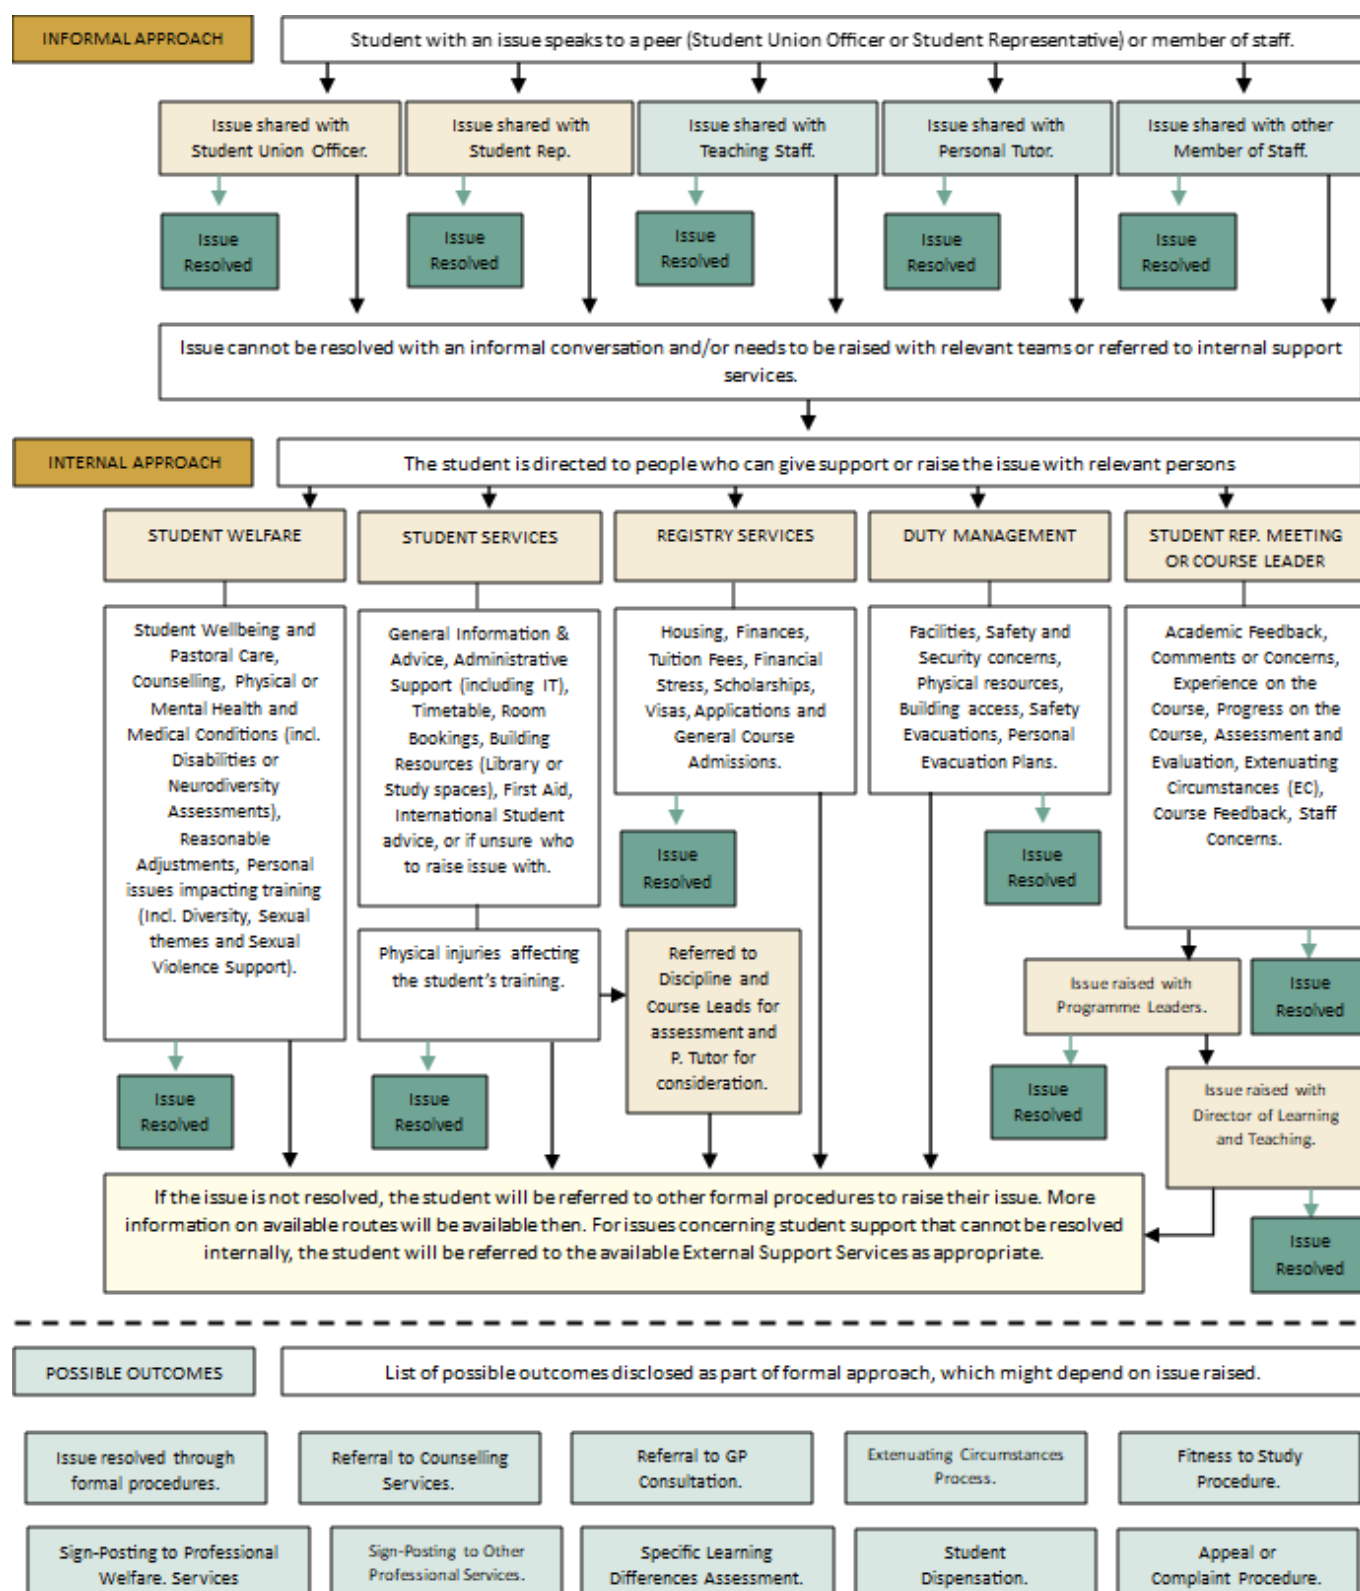 INFORMAL APPROACH
Student with an issue speaks to a peer (Student Union Officer or Student Representative) or member of staff.
Issue shared with
Student Union Officer.
Issue shared with
Student Rep.
Issue shared with
Teaching Staff.
Issue shared with
Personal Tutor.
Issue shared with other
Member of Staff.
Issue
Resolved
Issue
Resolved
Issue
Resolved
Issue
Resolved
Issue
Resolved
Issue cannot be resolved with an informal conversation and/or needs to be raised with relevant teams or referred to internal support
services.
INTERNAL APPROACH
The student is directed to people who can give support or raise the issue with relevant persons
STUDENT WELFARE
Student Wellbeing and
Pastoral Care,
Counselling, Physical or
Mental Health and
Medical Conditions (incl.
Disabilities or
Neurodiversity
Assessments),
Reasonable
Adjustments, Personal
issues impacting training
(Incl. Diversity, Sexual
themes and Sexual
Violence Support).
Issue
Resolved
STUDENT SERVICES
General Information &
Advice, Administrative
Support (including IT),
Timetable, Room
Bookings, Building
Resources (Library or
Study spaces), First Aid,
International Student
advice, or if unsure who
to raise issue with.
Physical injuries affecting
the student's training.
Issue
Resolved
REGISTRY SERVICES
Housing, Finances,
Tuition Fees, Financial
Stress, Scholarships,
Visas, Applications and
General Course
Admissions.
Issue
Resolved
Referred to
Discipline and
Course Leads for
assessment and
P. Tutor for
consideration.
DUTY MANAGEMENT
Facilities, Safety and
Security concerns,
Physical resources,
Building access, Safety
Evacuations, Personal
Evacuation Plans.
Issue
Resolved
STUDENT REP. MEETING
OR COURSE LEADER
Academic Feedback,
Comments or Concerns,
Experience on the
Course, Progress on the
Course, Assessment and
Evaluation, Extenuating
Circumstances (EC),
Course Feedback, Staff
Concerns.
Issue raised with
Programme Leaders.
Issue
Resolved
Issue
Resolved
Issue raised with
Director of Learning
and Teaching.
Issue
Resolved
If the issue is not resolved, the student will be referred to other formal procedures to raise their issue. More
information on available routes will be available then. For issues concerning student support that cannot be resolved
internally, the student will be referred to the available External Support Services as appropriate.
POSSIBLE OUTCOMES
List of possible outcomes disclosed as part of formal approach, which might depend on issue raised.
Issue resolved through
formal procedures.
Referral to Counselling
Services.
Referral to GP
Consultation.
Extenuating Circumstances
Process.
Fitness to Study
Procedure.
Sign-Posting to Professional
Welfare. Services
Sign-Posting to Other
Professional Services.
Specific Learning
Differences Assessment.
Student
Dispensation.
Appeal or
Complaint Procedure.